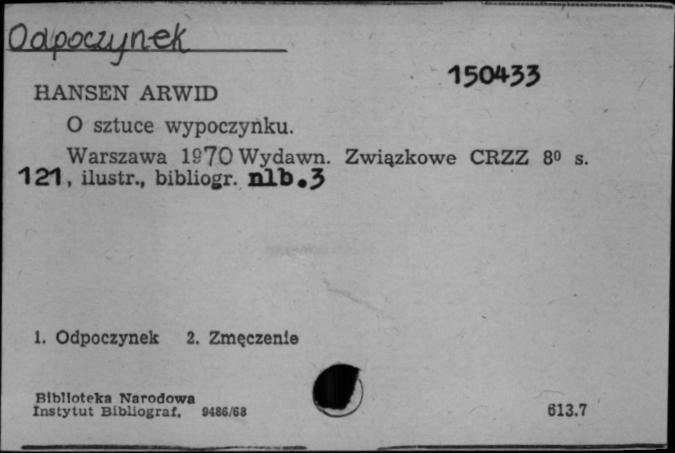 Odpoczynek
150433
HANSEN ARWID
O sztuce wypoczynku.
Warszawa 1970 Wydawn. Związkowe CRZZ 8⁰ s.
121, ilustr., bibliogr. nlb.3
1. Odpoczynek 2. Zmęczenie
Biblioteka Narodowa
Instytut Bibliograf. 9486/68
613.7